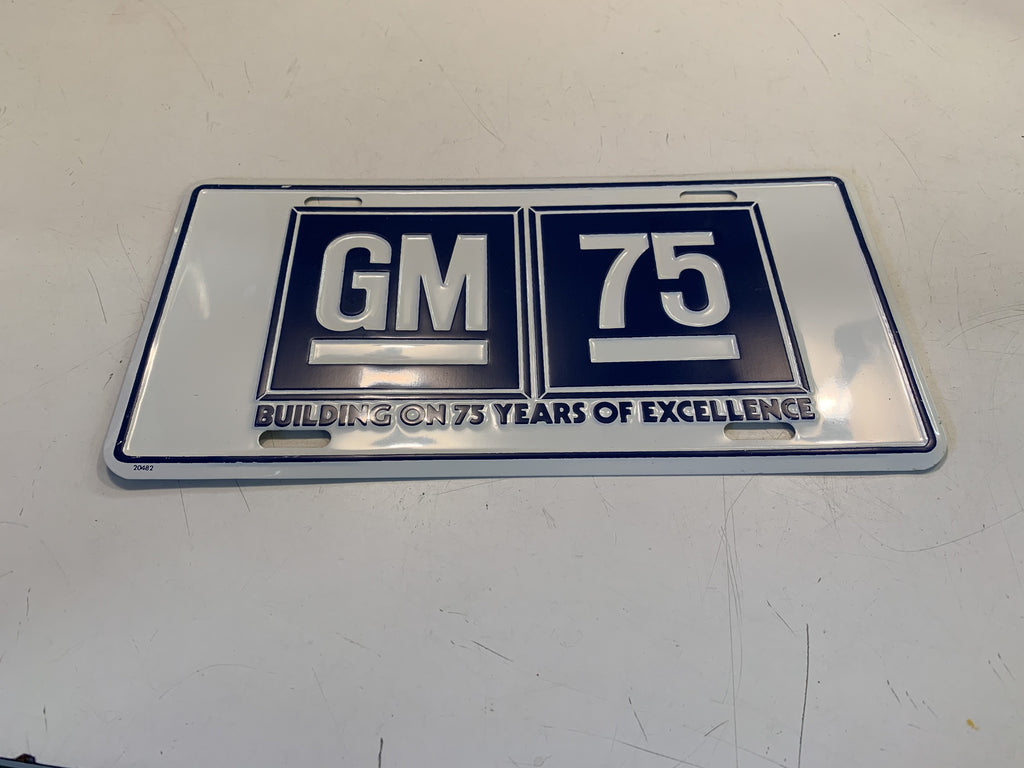 GM 75
BUILDING ON 75 YEARS OF EXCELLENCE
20482